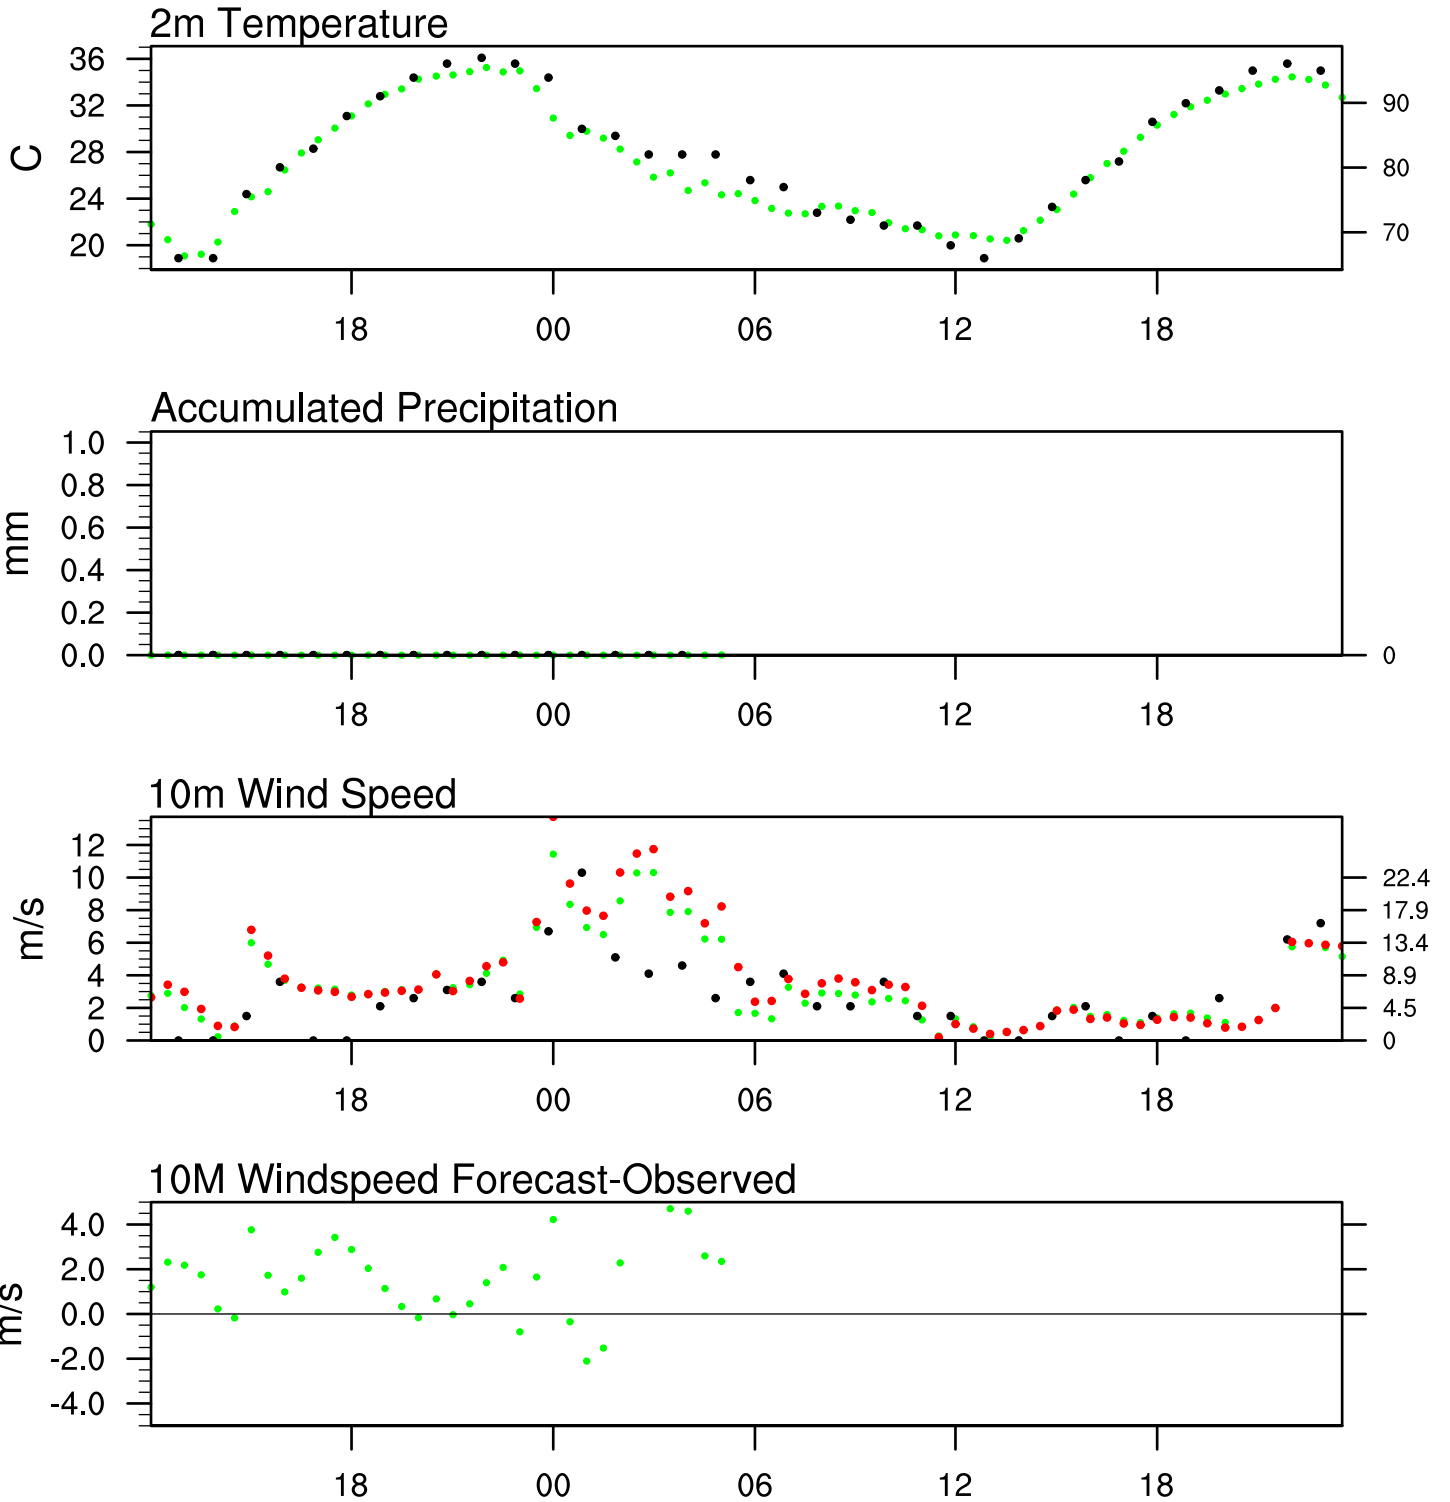 2m Temperature
36
32
28
24
20
C
90
80
70
18 00 06 12 18
Accumulated Precipitation
1.0
0.8
0.6
0.4
0.2
0.0
mm
0
18 00 06 12 18
10m Wind Speed
12
10
8
6
4
2
0
m/s
22.4
17.9
13.4
8.9
4.5
0
18 00 06 12 18
10M Windspeed Forecast-Observed
4.0
2.0
0.0
-2.0
-4.0
m/s
18 00 06 12 18